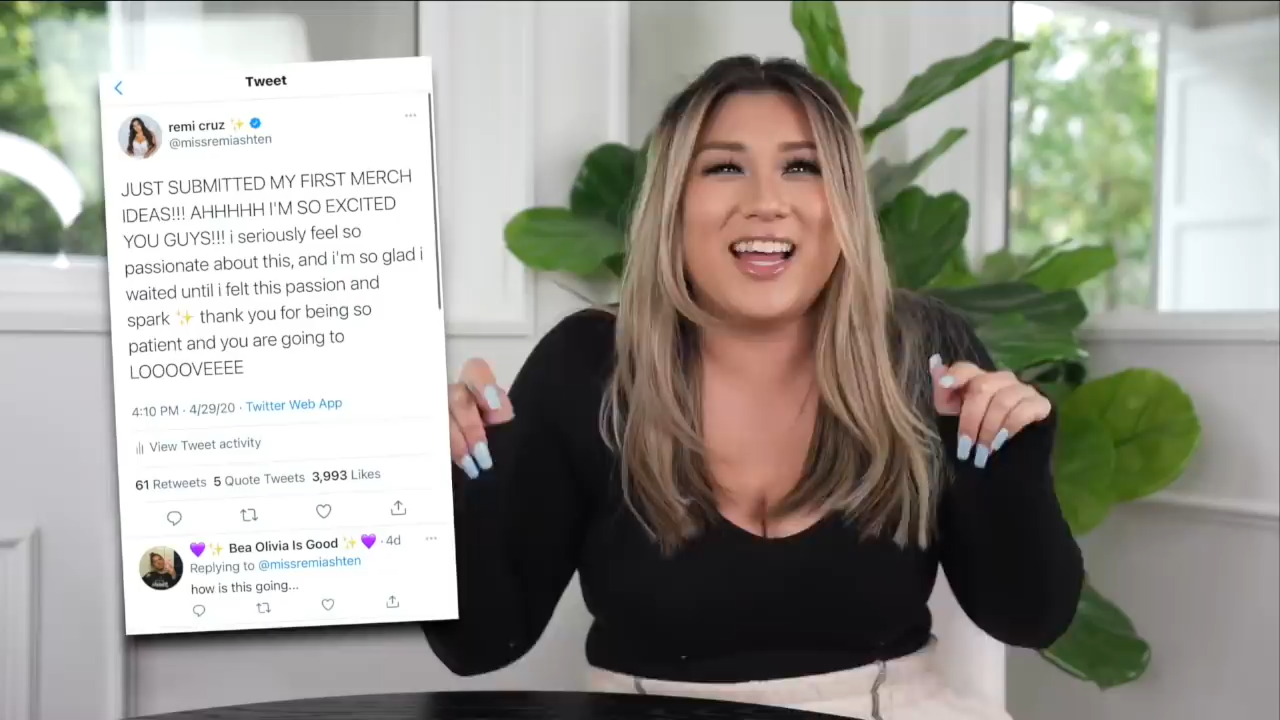 Tweet
remi cruz ✨
@missremiashten
JUST SUBMITTED MY FIRST MERCH
IDEAS!!! AHHHHH I'M SO EXCITED
YOU GUYS!!! i seriously feel so
passionate about this, and i'm so glad i
waited until i felt this passion and
spark ✨ thank you for being so
patient and you are going to
LOOOOVEEEE
4:10 PM · 4/29/20 · Twitter Web App
View Tweet activity
61 Retweets 5 Quote Tweets 3,993 Likes
💜✨ Bea Olivia Is Good ✨💜 · 4d
Replying to @missremiashten
how is this going...